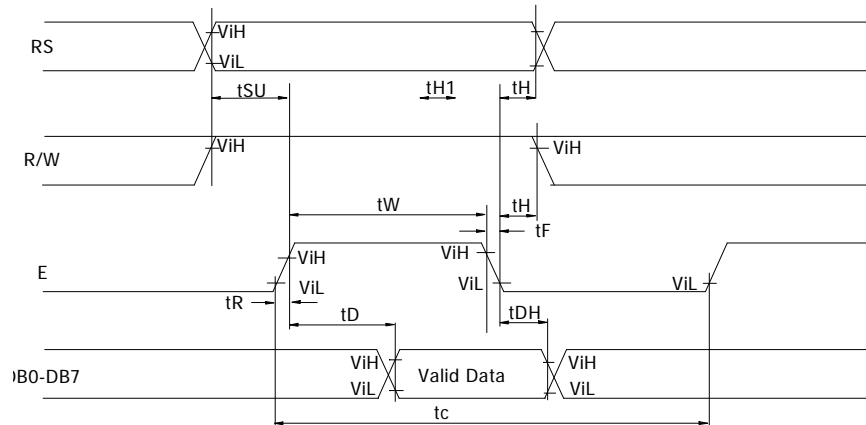 RS
ViH
ViL
tSU
tH1
tH
R/W
ViH
ViH
tW
tH
tF
E
ViH
ViH
ViL
ViL
ViL
tR
tD
tDH
DB0-DB7
ViH
ViL
Valid Data
ViH
ViL
tc